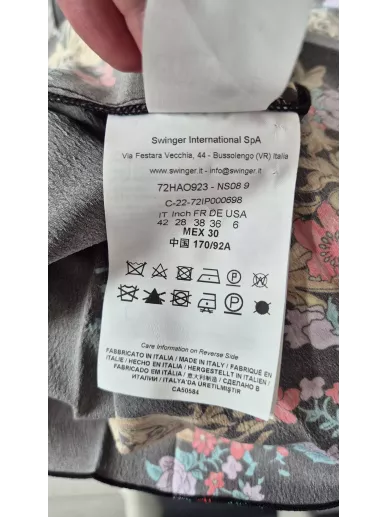 Swinger International SpA
Via Festara Vecchia, 44 - Bussolengo (VR) Italia
www.swinger.it - info@swinger.it
72HAO923 - NS08 9
C-22-72IP000698
IT Inch FR DE USA
42 28 38 36 6
MEX 30
中国 170/92A
P
P
Care Information on Reverse Side
FABBRICATO IN ITALIA / MADE IN ITALY / FABRIQUÉ EN
ITALIE / HECHO EN ITALIA / HERGESTELLT IN ITALIEN /
FABRICADO EM ITÁLIA / 意大利制造 / СДЕЛАНО В
ИТАЛИИ / ITALYA'DA URETILMIŞTIR
CA50584